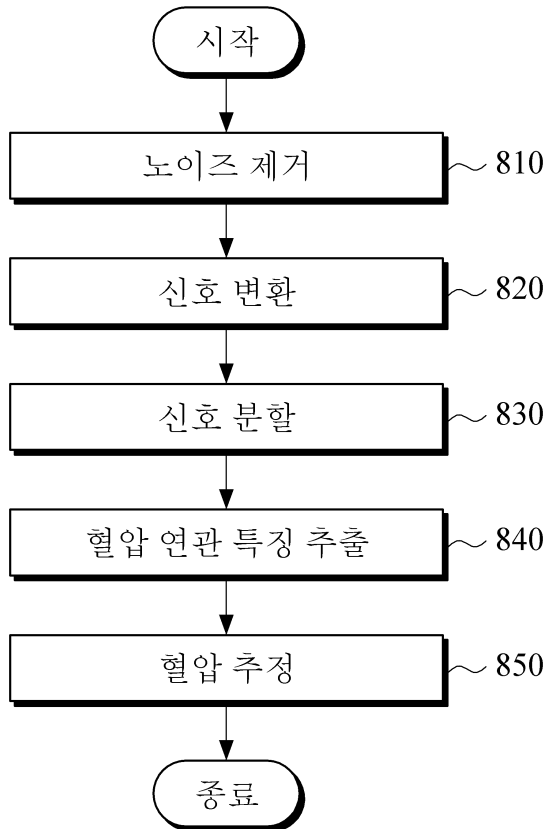 시작
노이즈 제거 810
신호 변환 820
신호 분할 830
혈압 연관 특징 추출 840
혈압 추정 850
종료